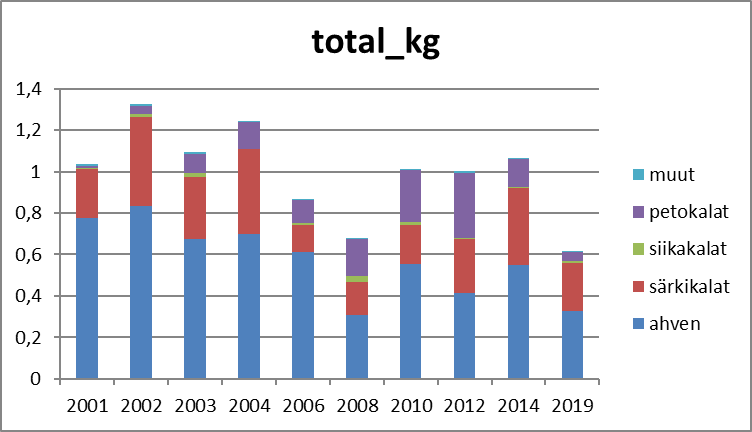 total_kg
1,4
1,2
1
0,8
0,6
0,4
0,2
0
2001 2002 2003 2004 2006 2008 2010 2012 2014 2019
muut
petokalat
siikakalat
särkikalat
ahven